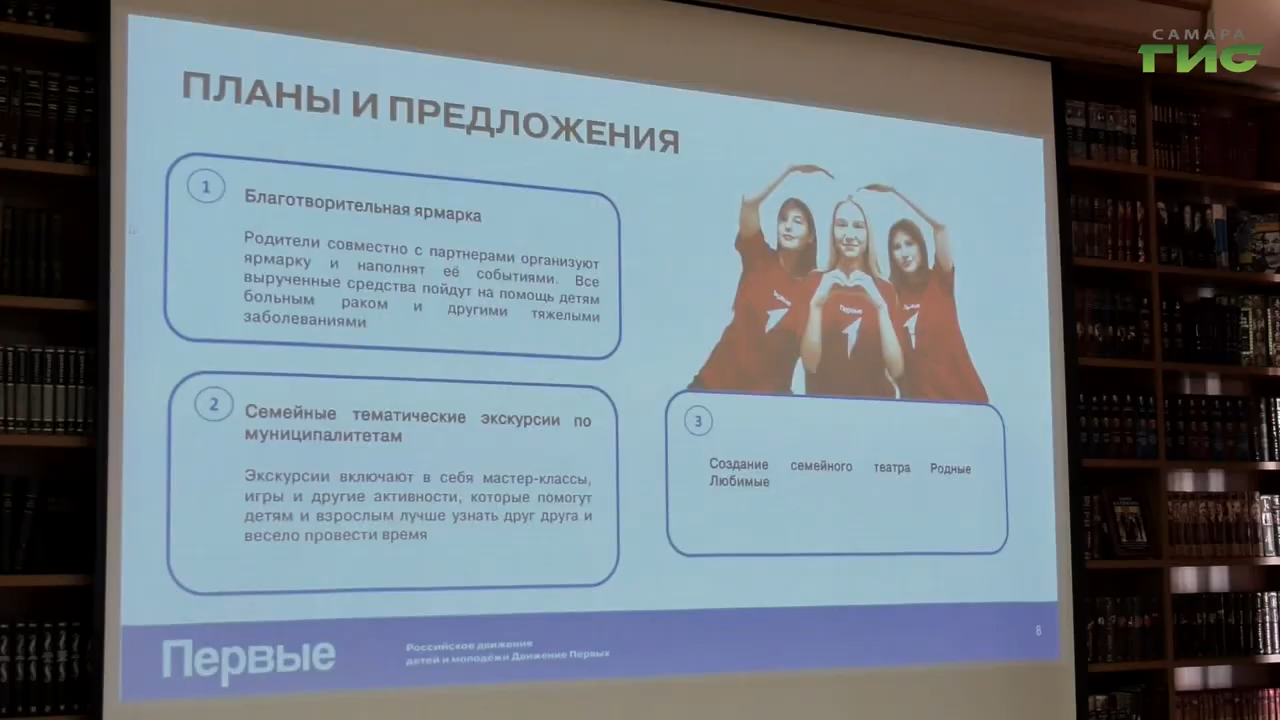 САМАРА
ГИС
ПЛАНЫ И ПРЕДЛОЖЕНИЯ
1
Благотворительная ярмарка
Родители совместно с партнерами организуют
ярмарку и наполнят её событиями. Все
вырученные средства пойдут на помощь детям
больным раком и другими тяжелыми
заболеваниями
2
Семейные тематические экскурсии по
муниципалитетам
Экскурсии включают в себя мастер-классы,
игры и другие активности, которые помогут
детям и взрослым лучше узнать друг друга и
весело провести время
Первые
3
Создание семейного театра Родные
Любимые
Первые
Российское движения
детей и молодёжи Движение Первых
8